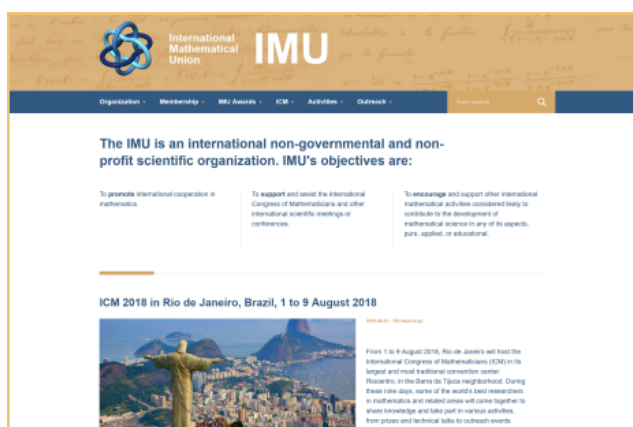 International
Mathematical
Union
IMU
Organization
Membership
IMU Awards
ICM
Activities
Outreach
Your search
The IMU is an international non-governmental and non-
profit scientific organization. IMU's objectives are:
To promote international cooperation in
mathematics.
To support and assist the International
Congress of Mathematicians and other
international scientific meetings or
conferences.
To encourage and support other international
mathematical activities considered likely to
contribute to the development of
mathematical science in any of its aspects,
pure, applied, or educational.
ICM 2018 in Rio de Janeiro, Brazil, 1 to 9 August 2018
days to go
From 1 to 9 August 2018, Rio de Janeiro will host the
International Congress of Mathematicians (ICM) in its
largest and most traditional convention center:
Riocentro, in the Barra da Tijuca neighborhood. During
these nine days, some of the world's best researchers
in mathematics and related areas will come together to
share knowledge and take part in various activities,
from prizes and technical talks to outreach events.